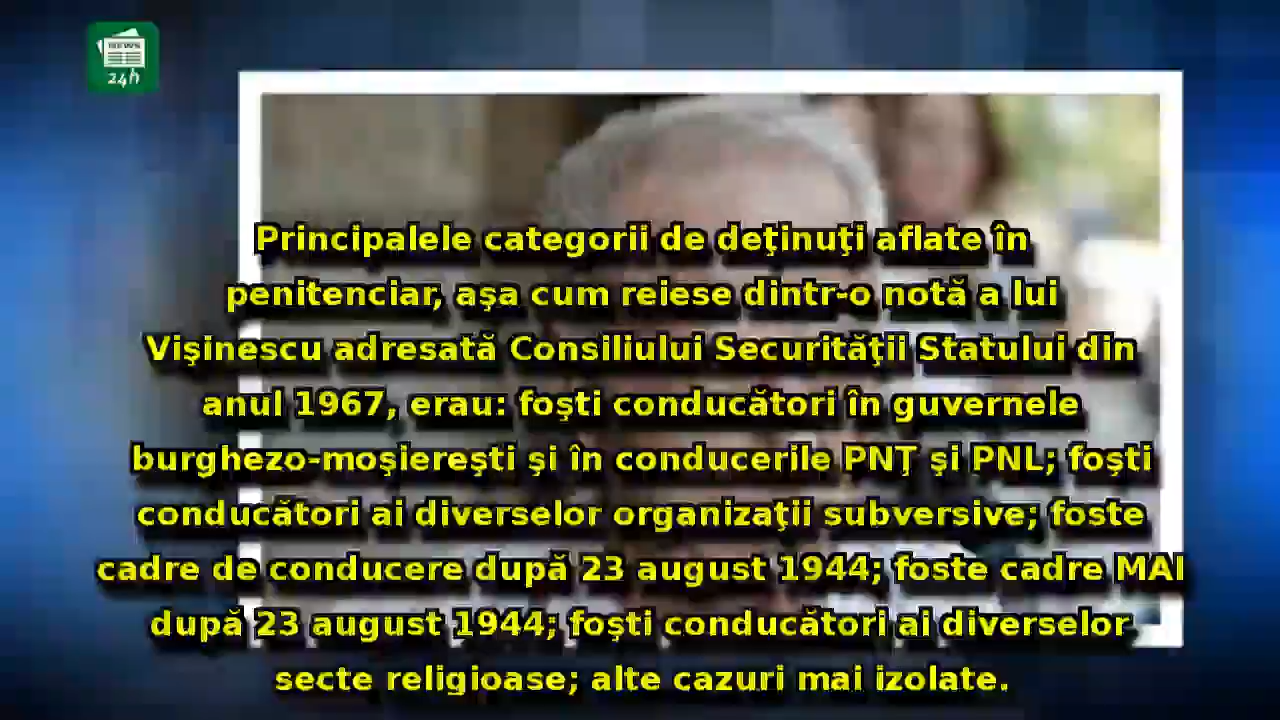 NEWS
24h
Principalele categorii de deţinuţi aflate în
penitenciar, aşa cum reiese dintr-o notă a lui
Vişinescu adresată Consiliului Securităţii Statului din
anul 1967, erau: foşti conducători în guvernele
burghezo-moşiereşti şi în conducerile PNŢ şi PNL; foşti
conducători ai diverselor organizaţii subversive; foste
cadre de conducere după 23 august 1944; foste cadre MAI
după 23 august 1944; foşti conducători ai diverselor
secte religioase; alte cazuri mai izolate.